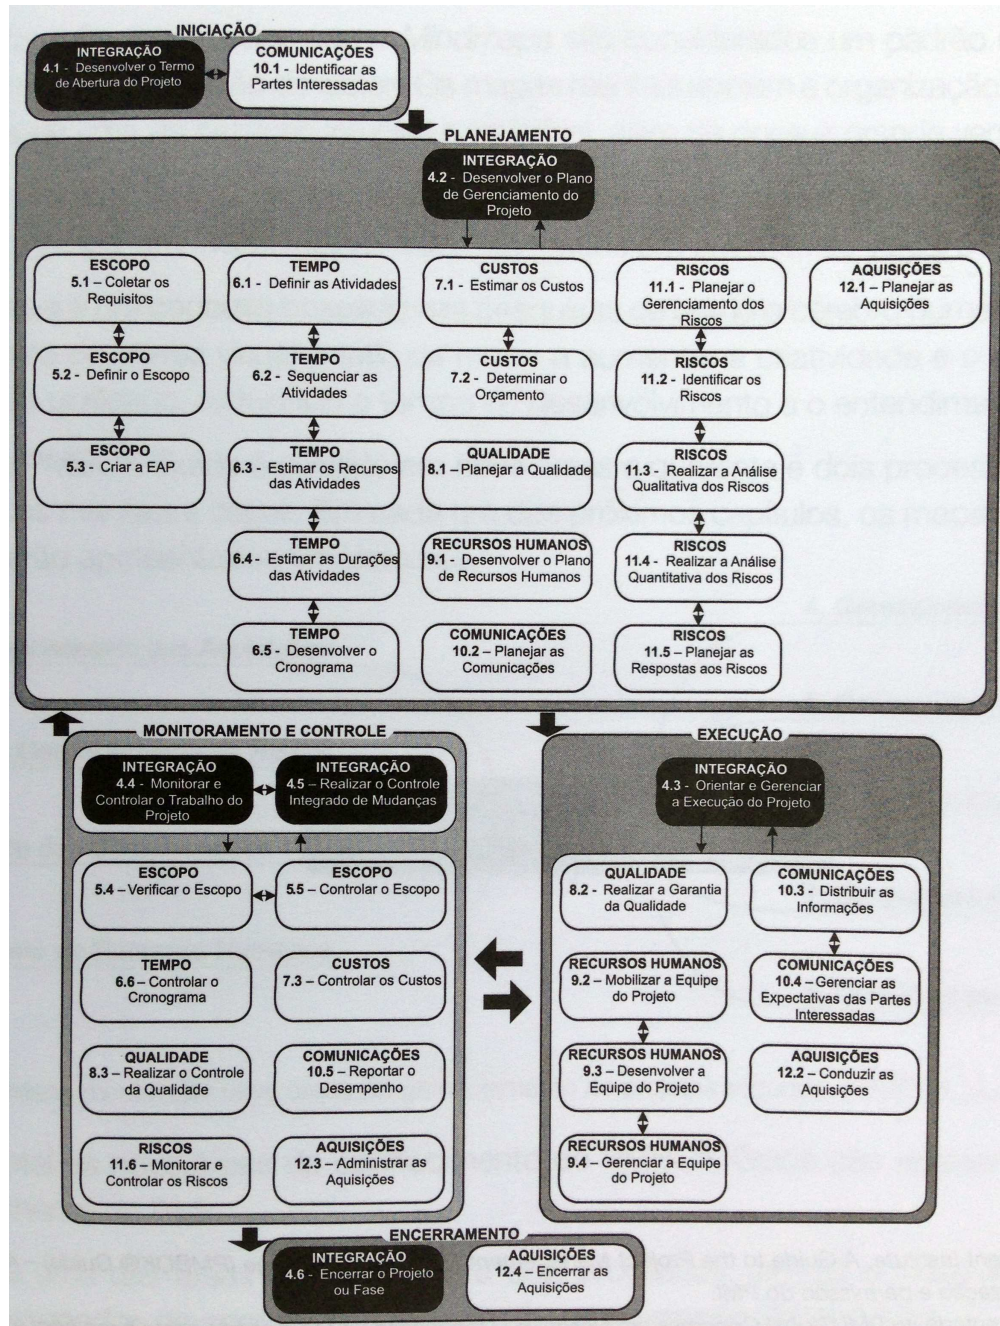 INICIAÇÃO
INTEGRAÇÃO
4.1 - Desenvolver o Termo
de Abertura do Projeto
COMUNICAÇÕES
10.1 - Identificar as
Partes Interessadas
PLANEJAMENTO
INTEGRAÇÃO
4.2 - Desenvolver o Plano
de Gerenciamento do
Projeto
ESCOPO
5.1 – Coletar os
Requisitos
ESCOPO
5.2 – Definir o Escopo
ESCOPO
5.3 – Criar a EAP
TEMPO
6.1 - Definir as Atividades
TEMPO
6.2 - Sequenciar as
Atividades
TEMPO
6.3 - Estimar os Recursos
das Atividades
TEMPO
6.4 - Estimar as Durações
das Atividades
TEMPO
6.5 - Desenvolver o
Cronograma
CUSTOS
7.1 - Estimar os Custos
CUSTOS
7.2 - Determinar o
Orçamento
QUALIDADE
8.1 - Planejar a Qualidade
RECURSOS HUMANOS
9.1 - Desenvolver o Plano
de Recursos Humanos
COMUNICAÇÕES
10.2 – Planejar as
Comunicações
RISCOS
11.1 - Planejar o
Gerenciamento dos
Riscos
RISCOS
11.2 - Identificar os
Riscos
RISCOS
11.3 - Realizar a Análise
Qualitativa dos Riscos
RISCOS
11.4 - Realizar a Análise
Quantitativa dos Riscos
RISCOS
11.5 - Planejar as
Respostas aos Riscos
AQUISIÇÕES
12.1 – Planejar as
Aquisições
MONITORAMENTO E CONTROLE
INTEGRAÇÃO
4.4 - Monitorar e
Controlar o Trabalho do
Projeto
INTEGRAÇÃO
4.5 – Realizar o Controle
Integrado de Mudanças
ESCOPO
5.4 – Verificar o Escopo
ESCOPO
5.5 – Controlar o Escopo
TEMPO
6.6 – Controlar o
Cronograma
CUSTOS
7.3 – Controlar os Custos
QUALIDADE
8.3 – Realizar o Controle
da Qualidade
COMUNICAÇÕES
10.5 – Reportar o
Desempenho
RISCOS
11.6 – Monitorar e
Controlar os Riscos
AQUISIÇÕES
12.3 – Administrar as
Aquisições
EXECUÇÃO
INTEGRAÇÃO
4.3 - Orientar e Gerenciar
a Execução do Projeto
QUALIDADE
8.2 - Realizar a Garantia
da Qualidade
RECURSOS HUMANOS
9.2 – Mobilizar a Equipe
do Projeto
RECURSOS HUMANOS
9.3 – Desenvolver a
Equipe do Projeto
RECURSOS HUMANOS
9.4 – Gerenciar a Equipe
do Projeto
COMUNICAÇÕES
10.3 – Distribuir as
Informações
COMUNICAÇÕES
10.4 – Gerenciar as
Expectativas das Partes
Interessadas
AQUISIÇÕES
12.2 – Conduzir as
Aquisições
ENCERRAMENTO
INTEGRAÇÃO
4.6 - Encerrar o Projeto
ou Fase
AQUISIÇÕES
12.4 – Encerrar as
Aquisições